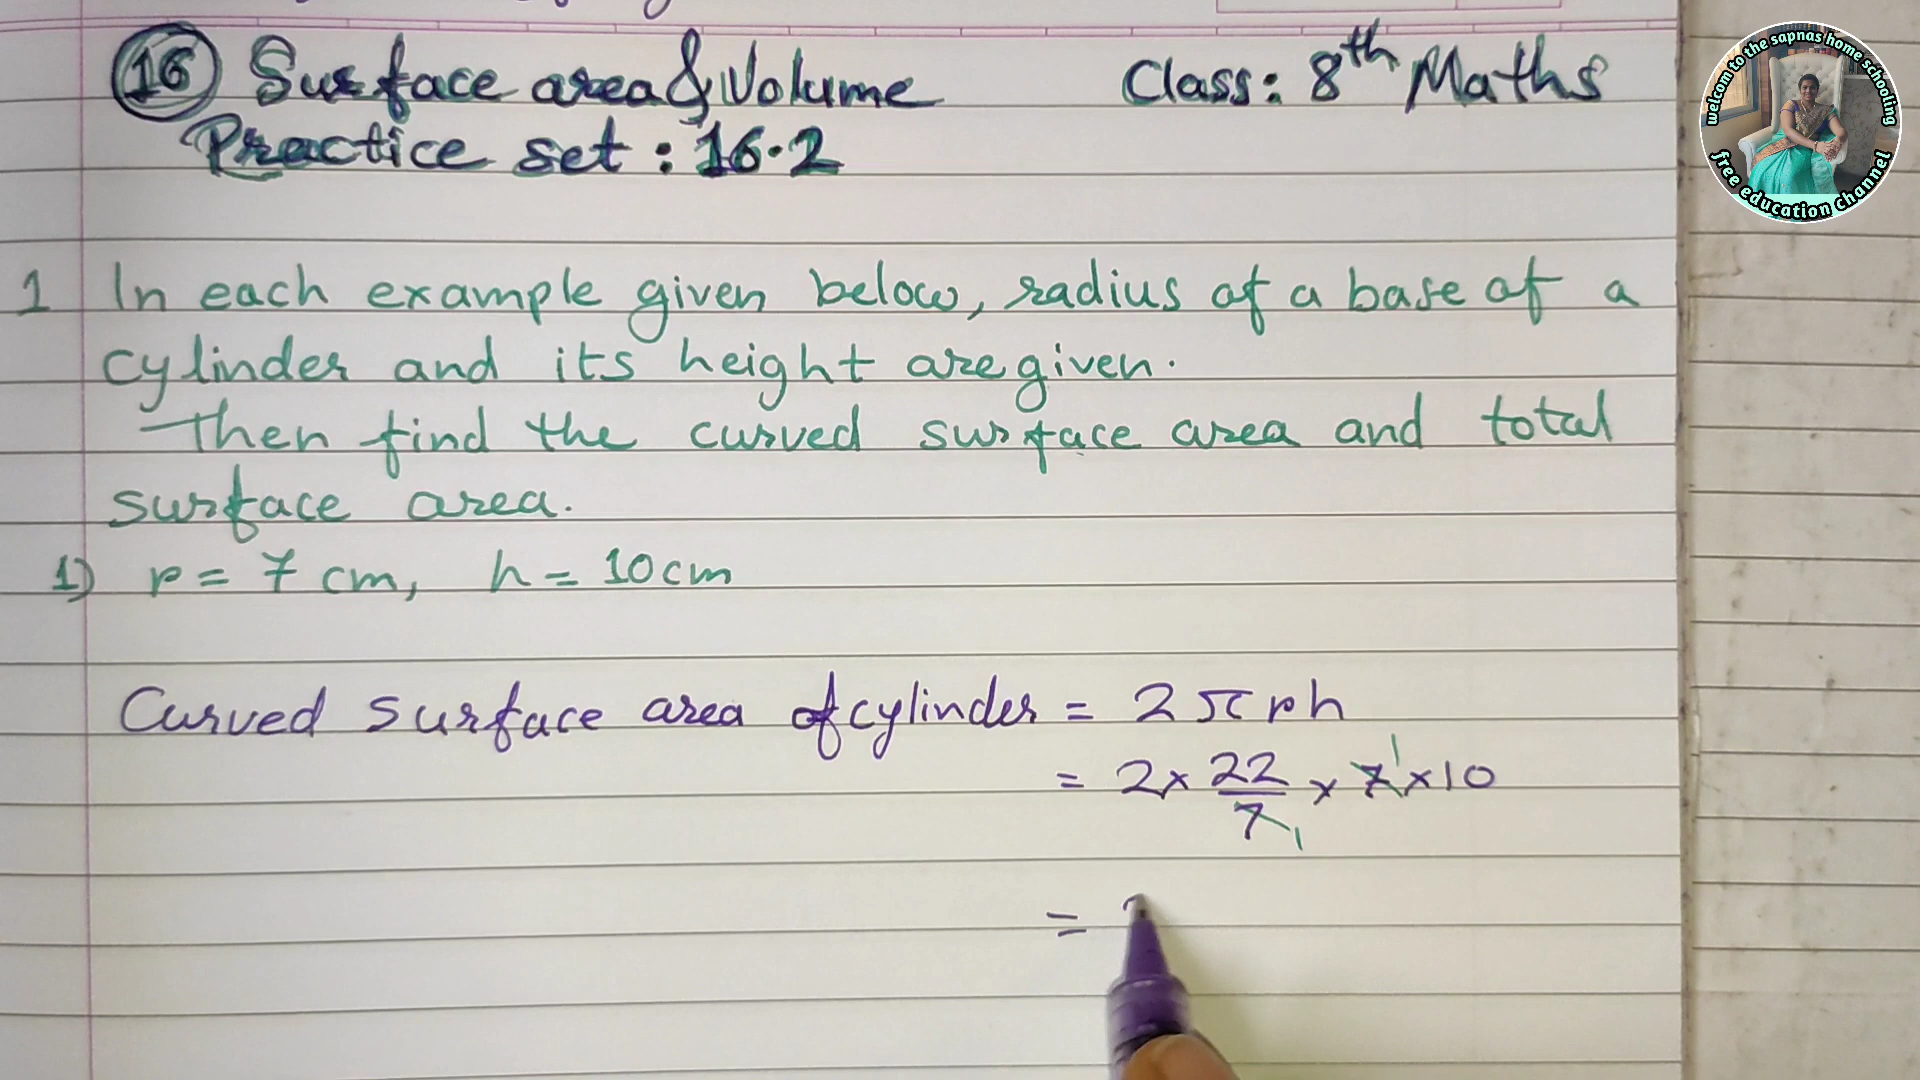 16 Surface area & Volume Class: 8th Maths
Practice set: 16.2
1 In each example given below, radius of a base of a
cylinder and its height are given.
Then find the curved surface area and total
surface area.
1) r = 7 cm, h = 10 cm
Curved surface area of cylinder = 2πrh
= 2 × 22/7 1 × 7 1 × 10
=
welcom to the sapnas home schooling
free education channel